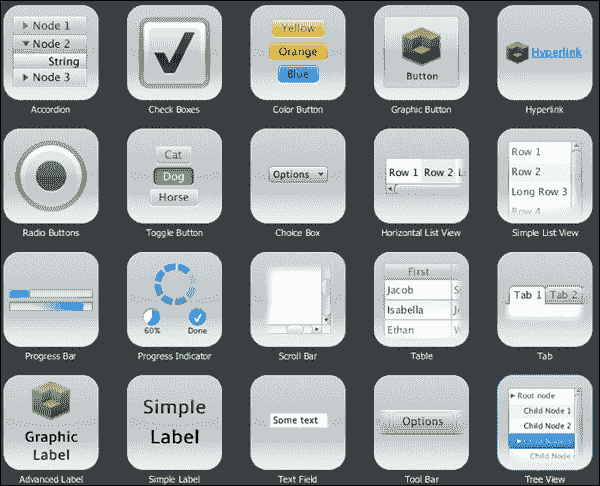 Node 1
Node 2
String
Node 3
Accordion
Check Boxes
Yellow
Orange
Blue
Color Button
Button
Graphic Button
Hyperlink
Hyperlink
Radio Buttons
Cat
Dog
Horse
Toggle Button
Options
Choice Box
Row 1 Row 2
Horizontal List View
Row 1
Row 2
Long Row 3
Row 4
Simple List View
Progress Bar
60% Done
Progress Indicator
Scroll Bar
First
Jacob S
Isabella J
Ethan
Table
Tab 1 Tab 2
Tab
Graphic
Label
Advanced Label
Simple
Label
Simple Label
Some text
Text Field
Options
Tool Bar
Root node
Child Node 1
Child Node 2
Child Node
Tree View